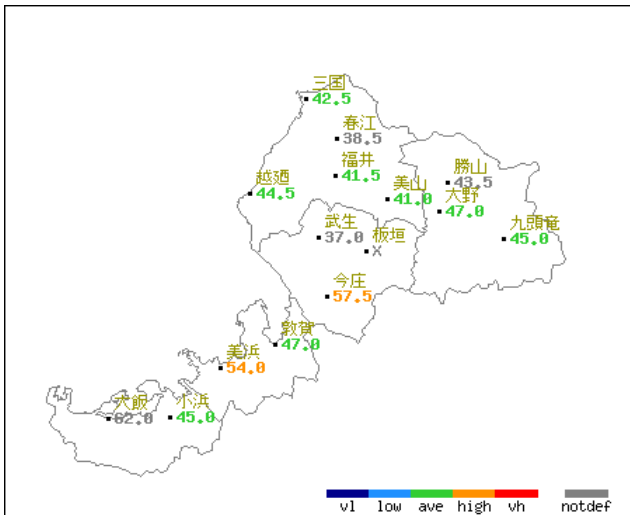 三国
42.5
春江
38.5
福井
41.5
勝山
43.5
越廼
44.5
美山
41.0
大野
47.0
武生
37.0
板垣
X
九頭竜
45.0
今庄
57.5
敦賀
47.0
美浜
54.0
大飯
62.0
小浜
45.0
vl low ave high vh notdef